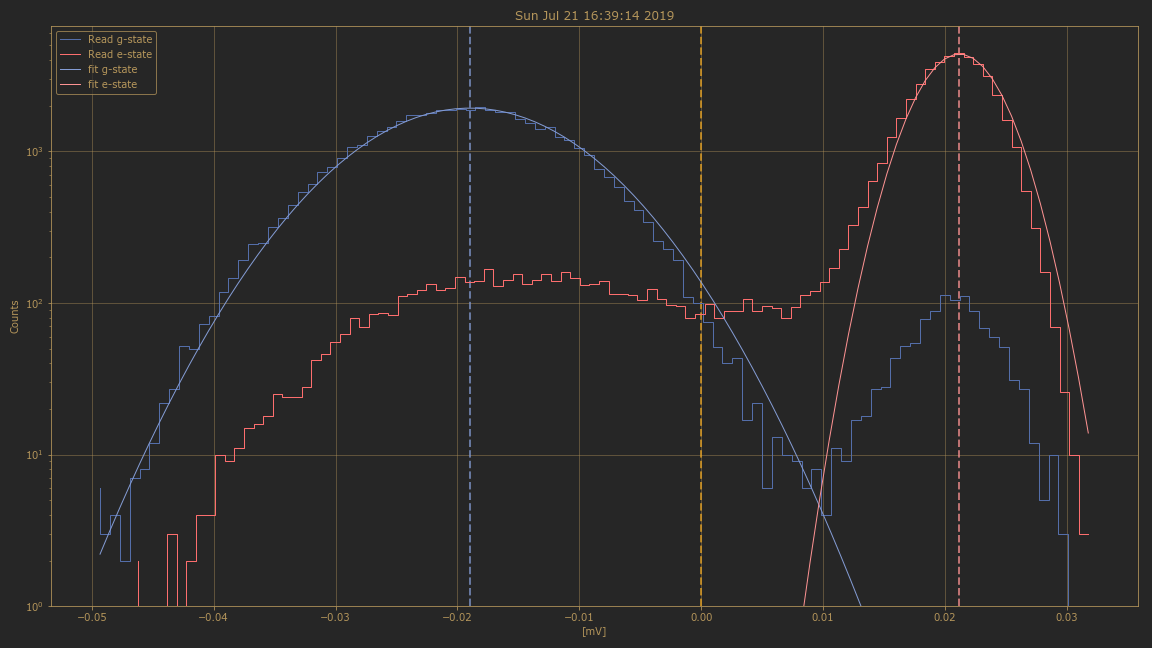 Sun Jul 21 16:39:14 2019
Read g-state
Read e-state
fit g-state
fit e-state
Counts
10³
10²
10¹
10⁰
−0.05 −0.04 −0.03 −0.02 −0.01 0.00 0.01 0.02 0.03
[mV]